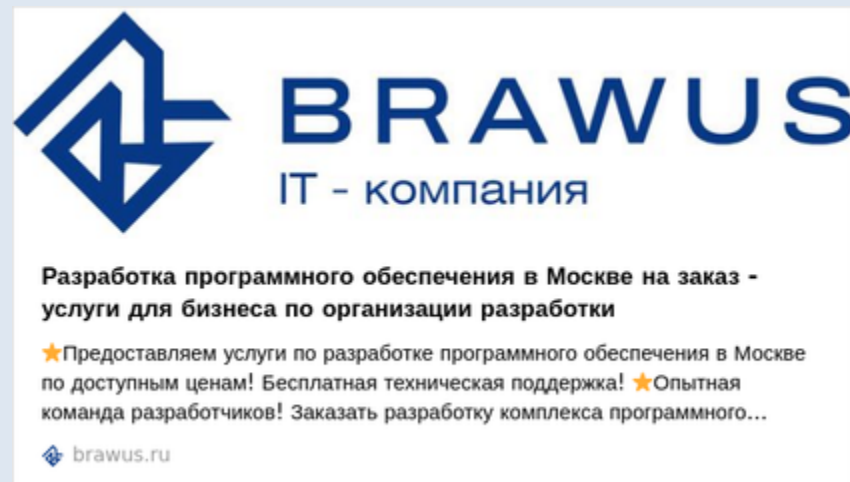 BRAWUS
IT - компания
Разработка программного обеспечения в Москве на заказ -
услуги для бизнеса по организации разработки
⭐Предоставляем услуги по разработке программного обеспечения в Москве
по доступным ценам! Бесплатная техническая поддержка! ⭐Опытная
команда разработчиков! Заказать разработку комплекса программного...
brawus.ru